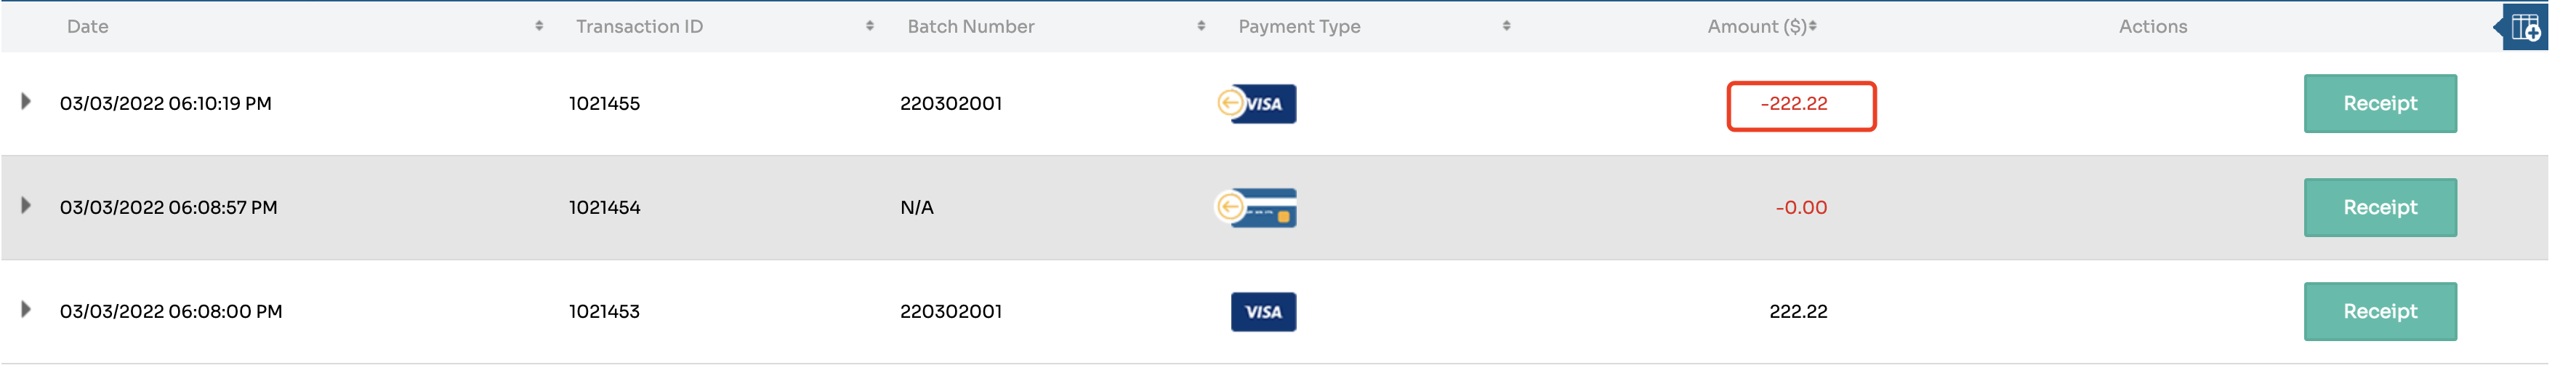 Date Transaction ID Batch Number Payment Type Amount ($) Actions
03/03/2022 06:10:19 PM 1021455 220302001 VISA -222.22 Receipt
03/03/2022 06:08:57 PM 1021454 N/A -0.00 Receipt
03/03/2022 06:08:00 PM 1021453 220302001 VISA 222.22 Receipt